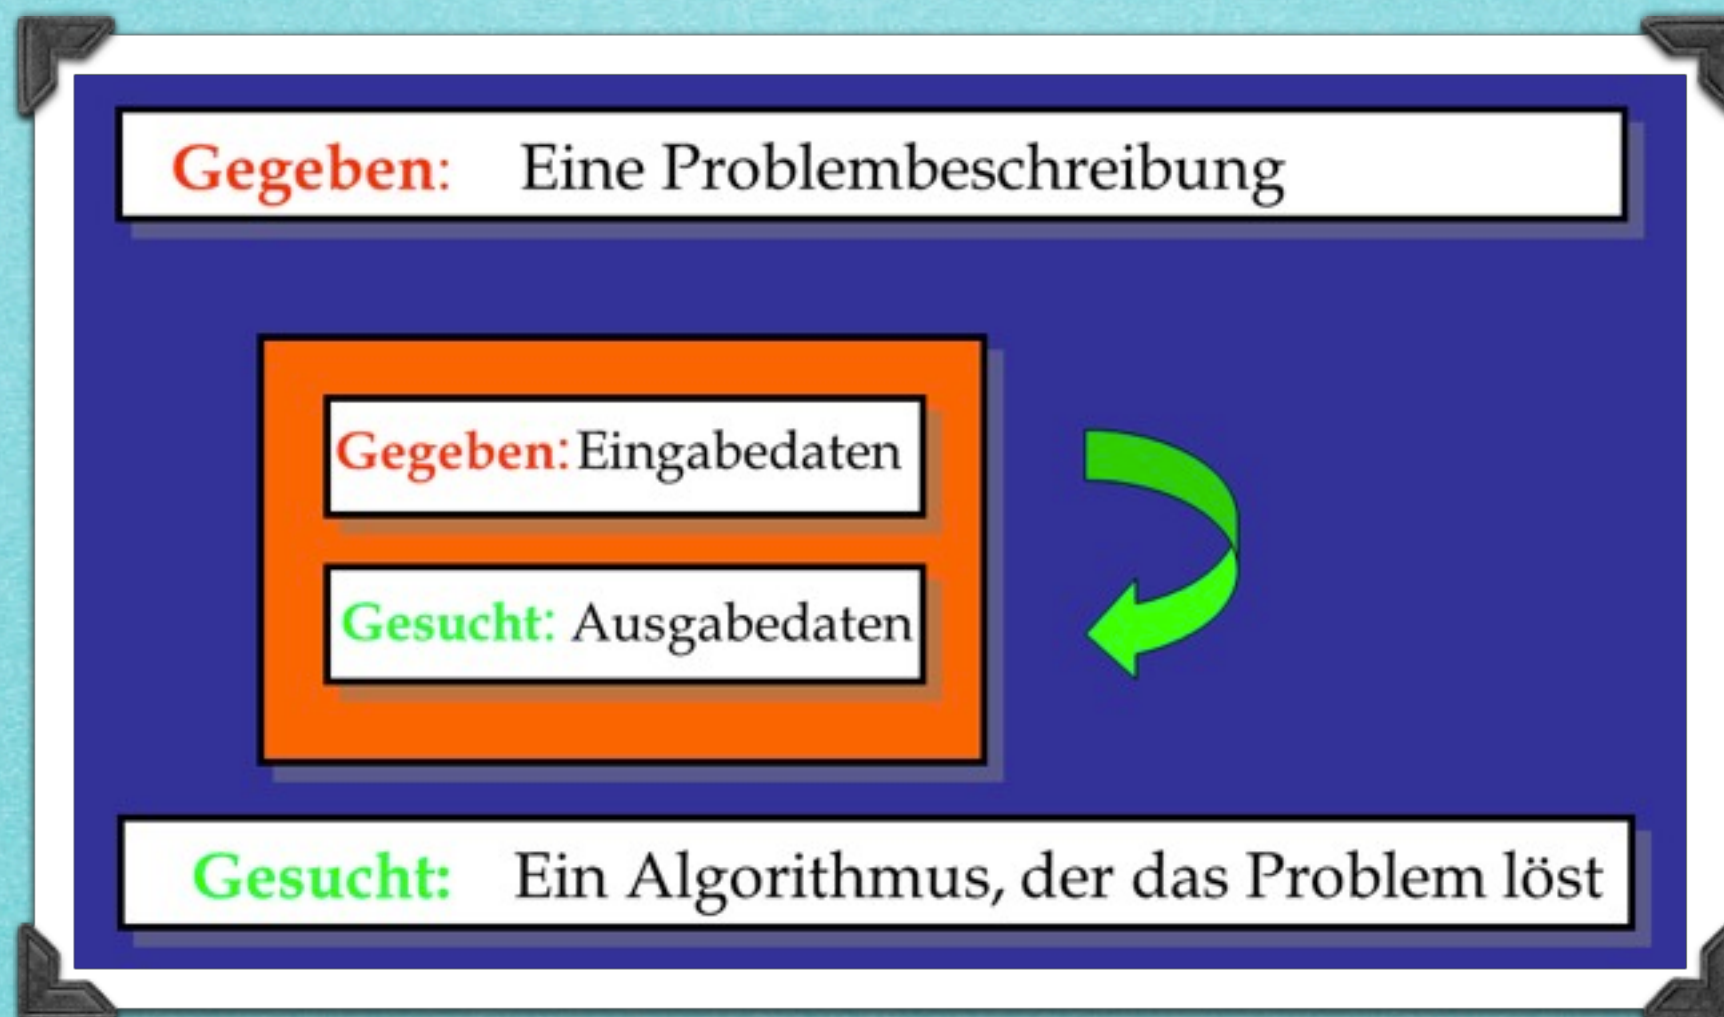 Gegeben: Eine Problembeschreibung
Gegeben: Eingabedaten
Gesucht: Ausgabedaten
Gesucht: Ein Algorithmus, der das Problem löst